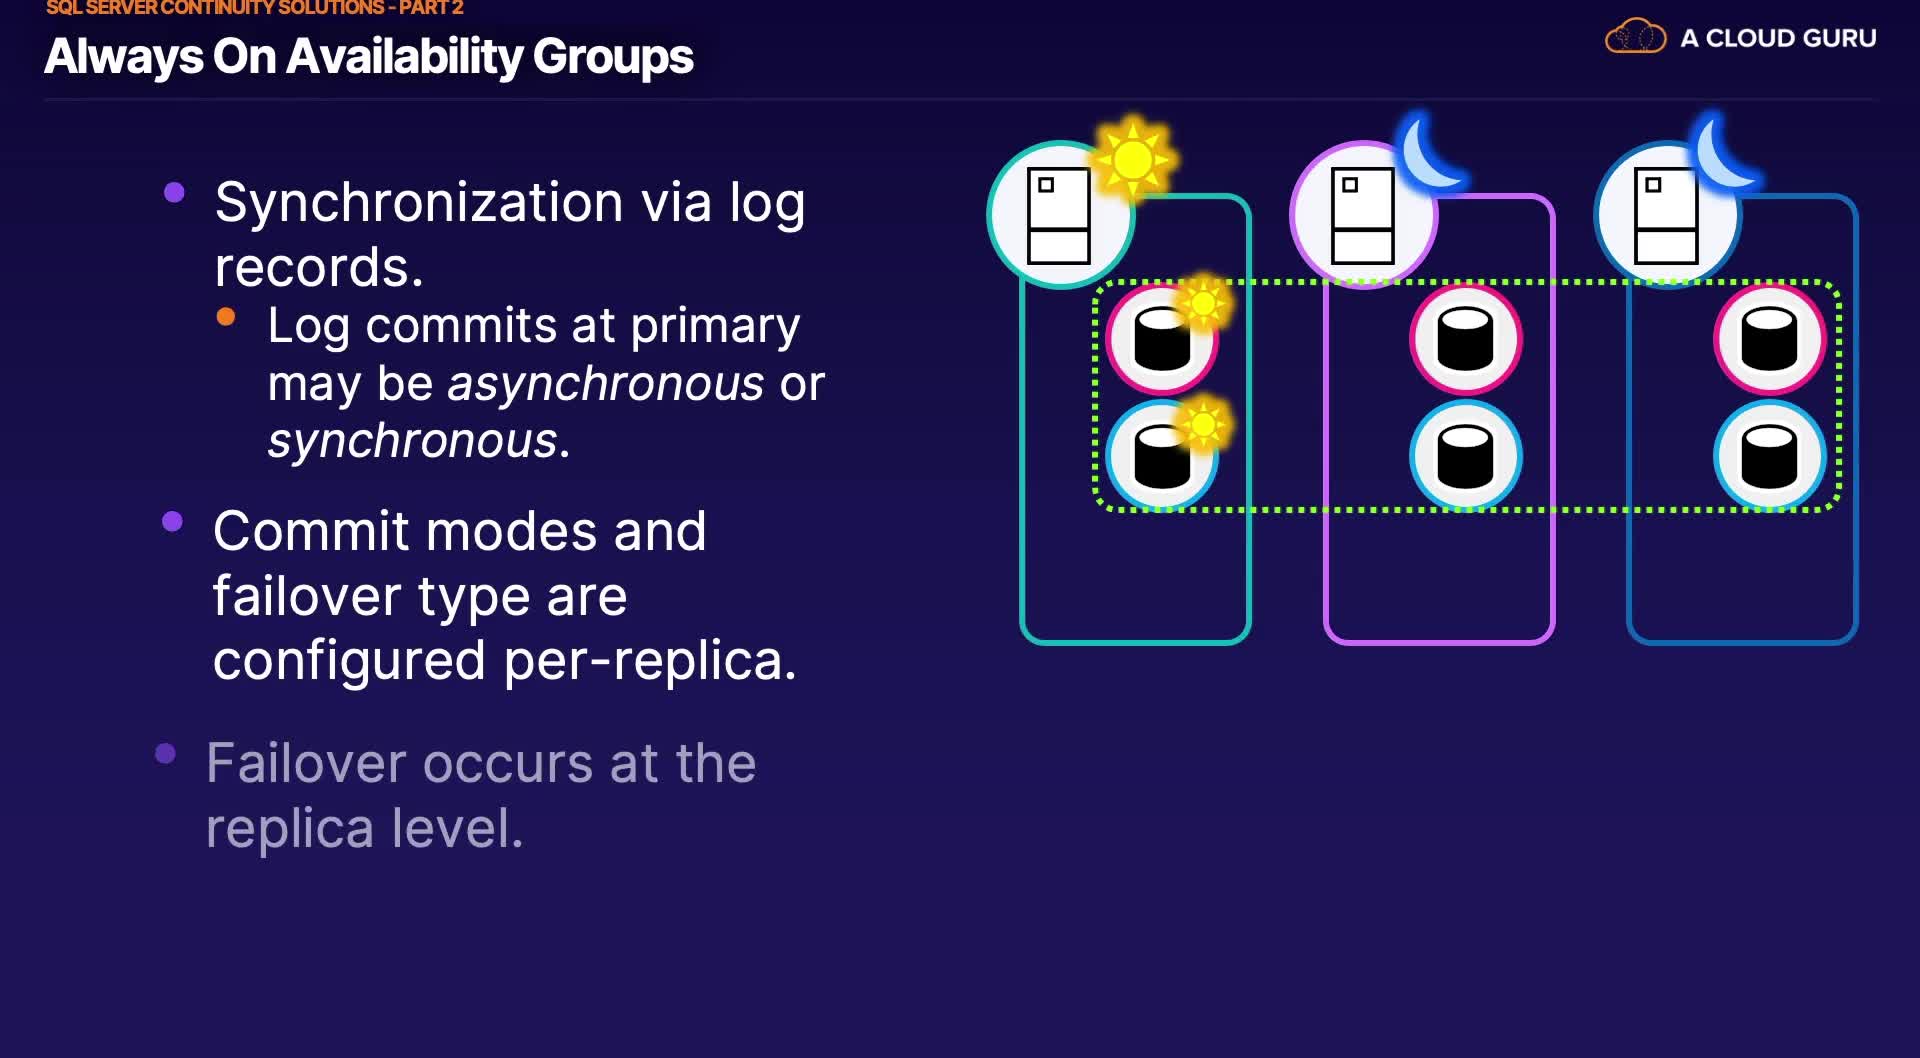 SQL SERVER CONTINUITY SOLUTIONS - PART 2
Always On Availability Groups
A CLOUD GURU
Synchronization via log
records.
Log commits at primary
may be asynchronous or
synchronous.
Commit modes and
failover type are
configured per-replica.
Failover occurs at the
replica level.